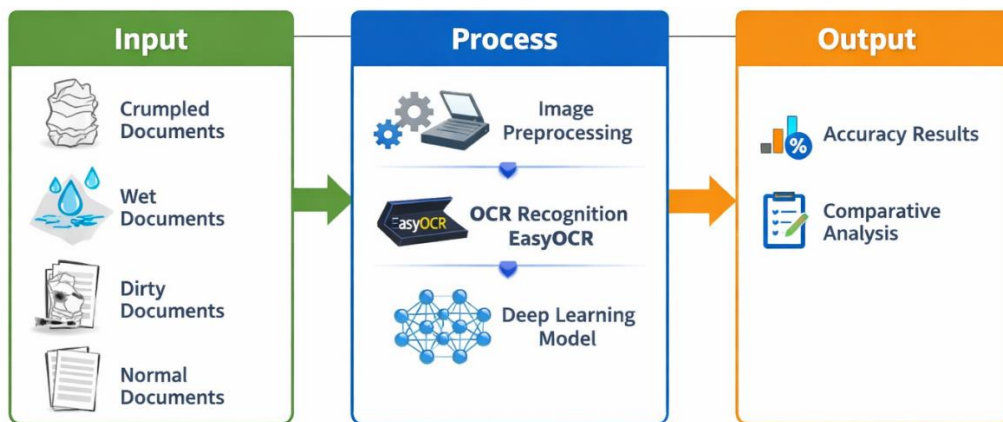 Input
Crumpled
Documents
Wet
Documents
Dirty
Documents
Normal
Documents
Process
Image
Preprocessing
EasyOCR
OCR Recognition
EasyOCR
Deep Learning
Model
Output
%
Accuracy Results
Comparative
Analysis